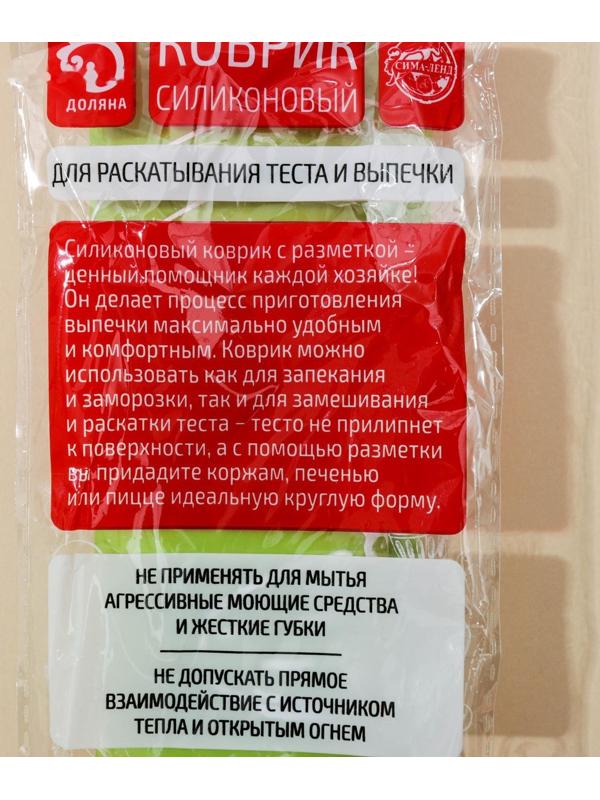 КОВРИК
СИЛИКОНОВЫЙ
ДОЛЯНА
СИМА-ЛЕНД
ДЛЯ РАСКАТЫВАНИЯ ТЕСТА И ВЫПЕЧКИ
Силиконовый коврик с разметкой –
ценный помощник каждой хозяйке!
Он делает процесс приготовления
выпечки максимально удобным
и комфортным. Коврик можно
использовать как для запекания
и заморозки, так и для замешивания
и раскатки теста – тесто не прилипнет
к поверхности, а с помощью разметки
вы придадите коржам, печенью
или пицце идеальную круглую форму.
НЕ ПРИМЕНЯТЬ ДЛЯ МЫТЬЯ
АГРЕССИВНЫЕ МОЮЩИЕ СРЕДСТВА
И ЖЕСТКИЕ ГУБКИ
НЕ ДОПУСКАТЬ ПРЯМОЕ
ВЗАИМОДЕЙСТВИЕ С ИСТОЧНИКОМ
ТЕПЛА И ОТКРЫТЫМ ОГНЕМ